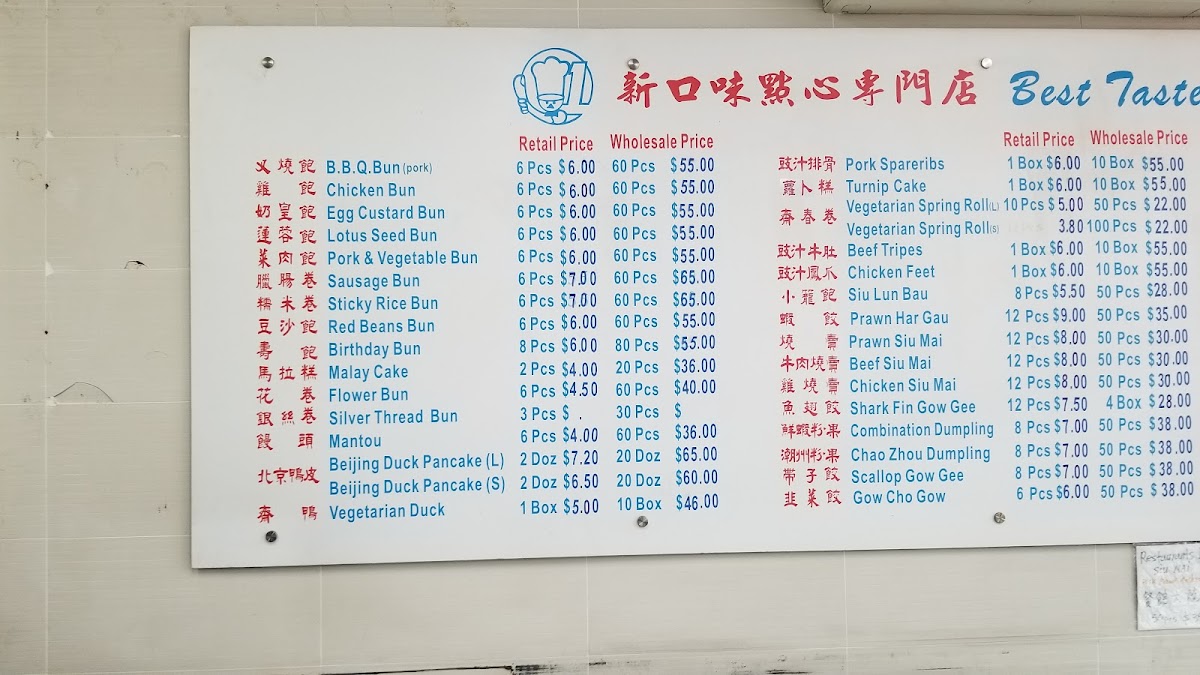 新口味點心專門店 Best Taste
Retail Price Wholesale Price
叉燒飽 B.B.Q.Bun (pork) 6 Pcs $6.00 60 Pcs $55.00
雞飽 Chicken Bun 6 Pcs $6.00 60 Pcs $55.00
奶皇飽 Egg Custard Bun 6 Pcs $6.00 60 Pcs $55.00
蓮蓉飽 Lotus Seed Bun 6 Pcs $6.00 60 Pcs $55.00
菜肉飽 Pork & Vegetable Bun 6 Pcs $6.00 60 Pcs $55.00
臘腸卷 Sausage Bun 6 Pcs $7.00 60 Pcs $65.00
糯米卷 Sticky Rice Bun 6 Pcs $7.00 60 Pcs $65.00
豆沙飽 Red Beans Bun 6 Pcs $6.00 60 Pcs $55.00
壽飽 Birthday Bun 8 Pcs $6.00 80 Pcs $55.00
馬拉糕 Malay Cake 2 Pcs $4.00 20 Pcs $36.00
花卷 Flower Bun 6 Pcs $4.50 60 Pcs $40.00
銀絲卷 Silver Thread Bun 3 Pcs $ . 30 Pcs $
饅頭 Mantou 6 Pcs $4.00 60 Pcs $36.00
北京鴨皮 Beijing Duck Pancake (L) 2 Doz $7.20 20 Doz $65.00
Beijing Duck Pancake (S) 2 Doz $6.50 20 Doz $60.00
齋鴨 Vegetarian Duck 1 Box $5.00 10 Box $46.00
Retail Price Wholesale Price
豉汁排骨 Pork Spareribs 1 Box $6.00 10 Box $55.00
蘿卜糕 Turnip Cake 1 Box $6.00 10 Box $55.00
齋春卷 Vegetarian Spring Roll(L) 10 Pcs $5.00 50 Pcs $22.00
Vegetarian Spring Roll(S) 3.80 100 Pcs $22.00
豉汁牛肚 Beef Tripes 1 Box $6.00 10 Box $55.00
豉汁鳳爪 Chicken Feet 1 Box $6.00 10 Box $55.00
小籠飽 Siu Lun Bau 8 Pcs $5.50 50 Pcs $28.00
蝦餃 Prawn Har Gau 12 Pcs $9.00 50 Pcs $35.00
燒賣 Prawn Siu Mai 12 Pcs $8.00 50 Pcs $30.00
牛肉燒賣 Beef Siu Mai 12 Pcs $8.00 50 Pcs $30.00
雞燒賣 Chicken Siu Mai 12 Pcs $8.00 50 Pcs $30.00
魚翅餃 Shark Fin Gow Gee 12 Pcs $7.50 4 Box $28.00
鮮蝦粉果 Combination Dumpling 8 Pcs $7.00 50 Pcs $38.00
潮州粉果 Chao Zhou Dumpling 8 Pcs $7.00 50 Pcs $38.00
帶子餃 Scallop Gow Gee 8 Pcs $7.00 50 Pcs $38.00
韭菜餃 Gow Cho Gow 6 Pcs $6.00 50 Pcs $38.00